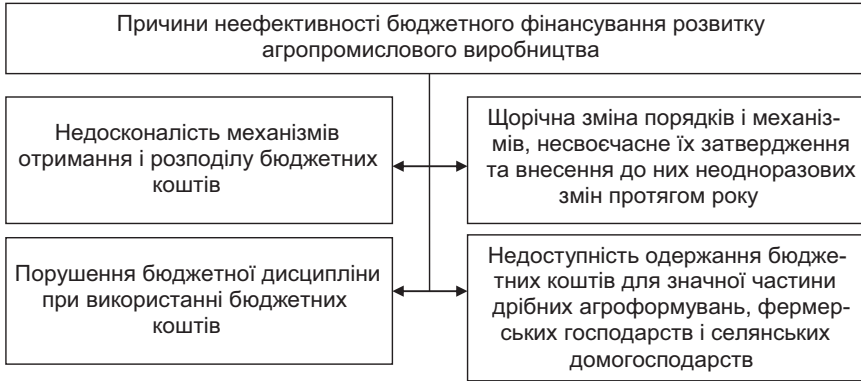 Причини неефективності бюджетного фінансування розвитку
агропромислового виробництва
Недосконалість механізмів
отримання і розподілу бюджетних
коштів
Щорічна зміна порядків і механіз-
мів, несвоєчасне їх затвердження
та внесення до них неодноразових
змін протягом року
Порушення бюджетної дисципліни
при використанні бюджетних
коштів
Недоступність одержання бюдже-
тних коштів для значної частини
дрібних агроформувань, фермер-
ських господарств і селянських
домогосподарств